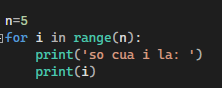 n=5
for i in range(n):
    print('so cua i la: ')
    print(i)